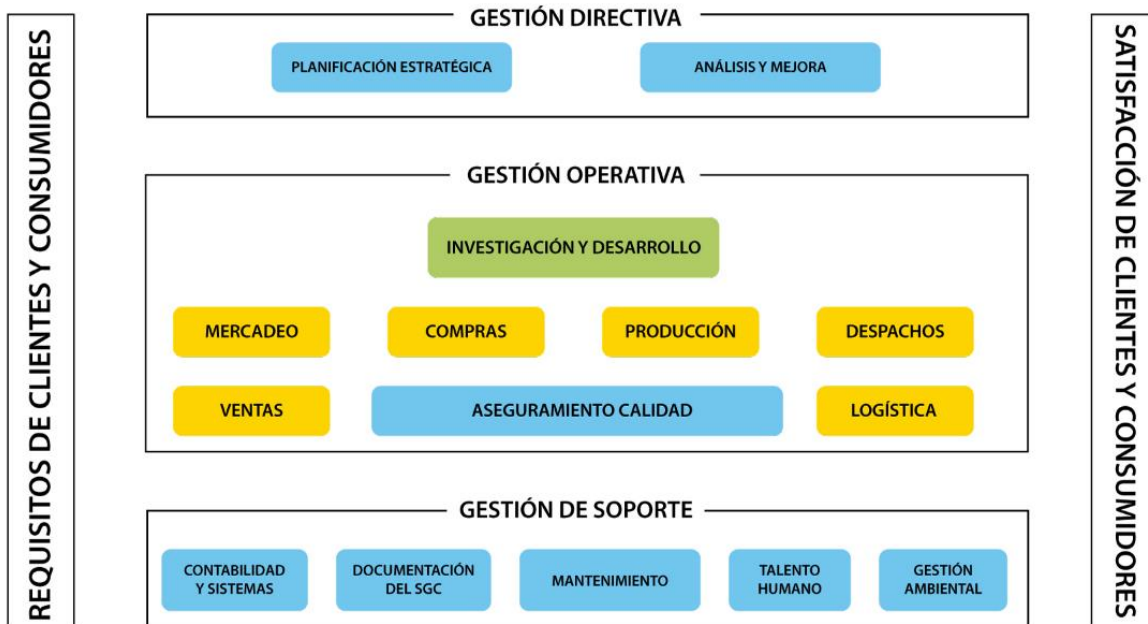 REQUISITOS DE CLIENTES Y CONSUMIDORES
GESTIÓN DIRECTIVA
PLANIFICACIÓN ESTRATÉGICA
ANÁLISIS Y MEJORA
GESTIÓN OPERATIVA
INVESTIGACIÓN Y DESARROLLO
MERCADEO
COMPRAS
PRODUCCIÓN
DESPACHOS
VENTAS
ASEGURAMIENTO CALIDAD
LOGÍSTICA
GESTIÓN DE SOPORTE
CONTABILIDAD
Y SISTEMAS
DOCUMENTACIÓN
DEL SGC
MANTENIMIENTO
TALENTO
HUMANO
GESTIÓN
AMBIENTAL
SATISFACCIÓN DE CLIENTES Y CONSUMIDORES